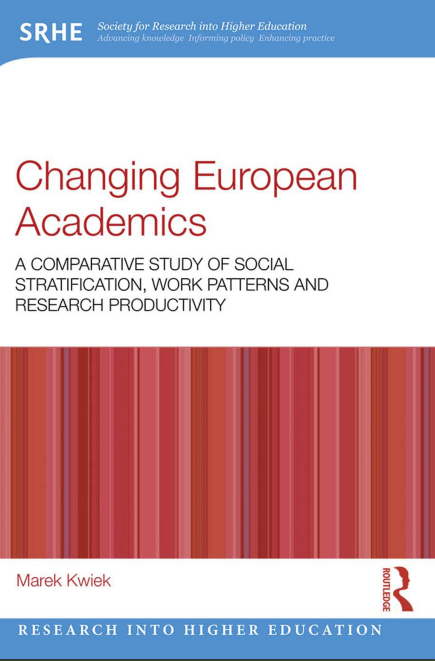 SRHE
Society for Research into Higher Education
Advancing knowledge Informing policy Enhancing practice
Changing European
Academics
A COMPARATIVE STUDY OF SOCIAL
STRATIFICATION, WORK PATTERNS AND
RESEARCH PRODUCTIVITY
Marek Kwiek
ROUTLEDGE
RESEARCH INTO HIGHER EDUCATION